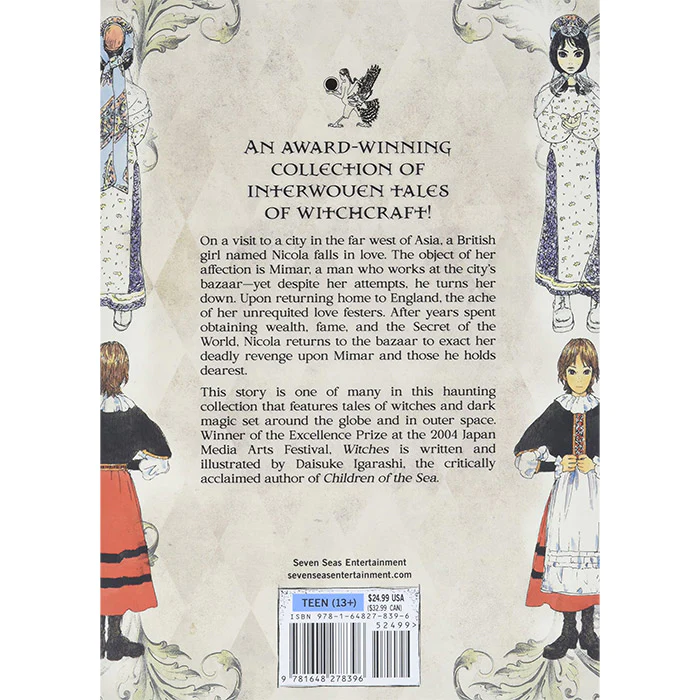 AN AWARD-WINNING
COLLECTION OF
INTERWOVEN TALES
OF WITCHCRAFT!
On a visit to a city in the far west of Asia, a British
girl named Nicola falls in love. The object of her
affection is Mimar, a man who works at the city's
bazaar—yet despite her attempts, he turns her
down. Upon returning home to England, the ache
of her unrequited love festers. After years spent
obtaining wealth, fame, and the Secret of the
World, Nicola returns to the bazaar to exact her
deadly revenge upon Mimar and those he holds
dearest.
This story is one of many in this haunting
collection that features tales of witches and dark
magic set around the globe and in outer space.
Winner of the Excellence Prize at the 2004 Japan
Media Arts Festival, Witches is written and
illustrated by Daisuke Igarashi, the critically
acclaimed author of Children of the Sea.
Seven Seas Entertainment
sevenseasentertainment.com
TEEN (13+)
$24.99 USA
($32.99 CAN)
ISBN 978-1-64827-839-6
52499>
9 781648 278396